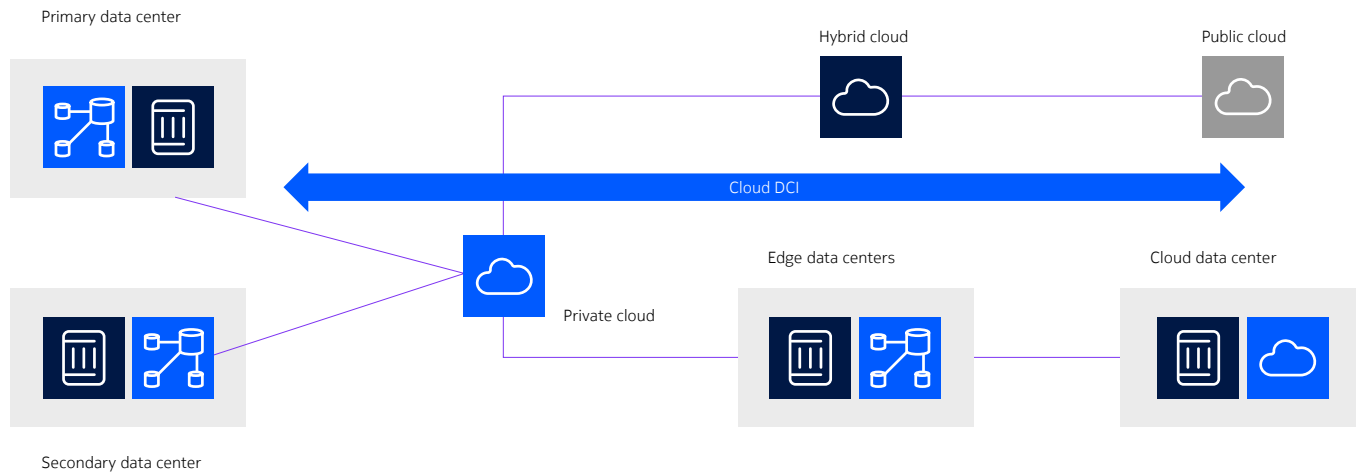 Primary data center
Hybrid cloud
Public cloud
Cloud DCI
Edge data centers
Cloud data center
Private cloud
Secondary data center